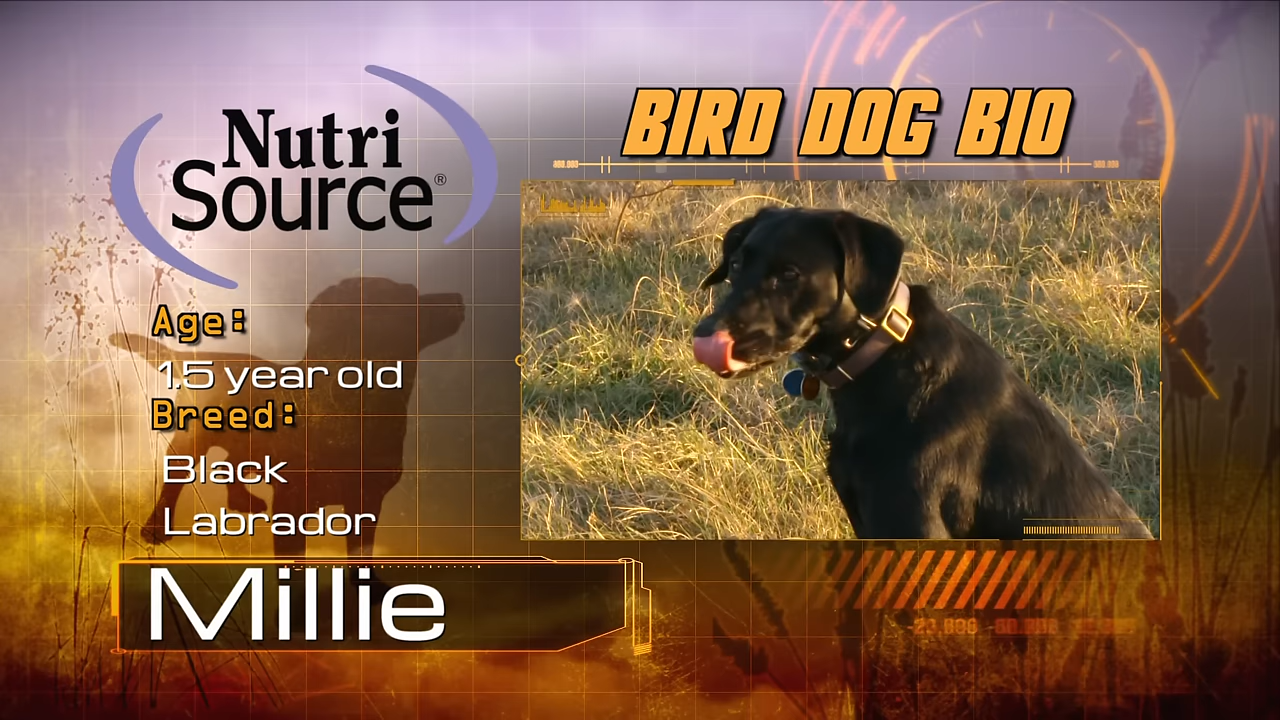 Nutri
Source®
BIRD DOG BIO
Age:
1.5 year old
Breed:
Black
Labrador
Millie